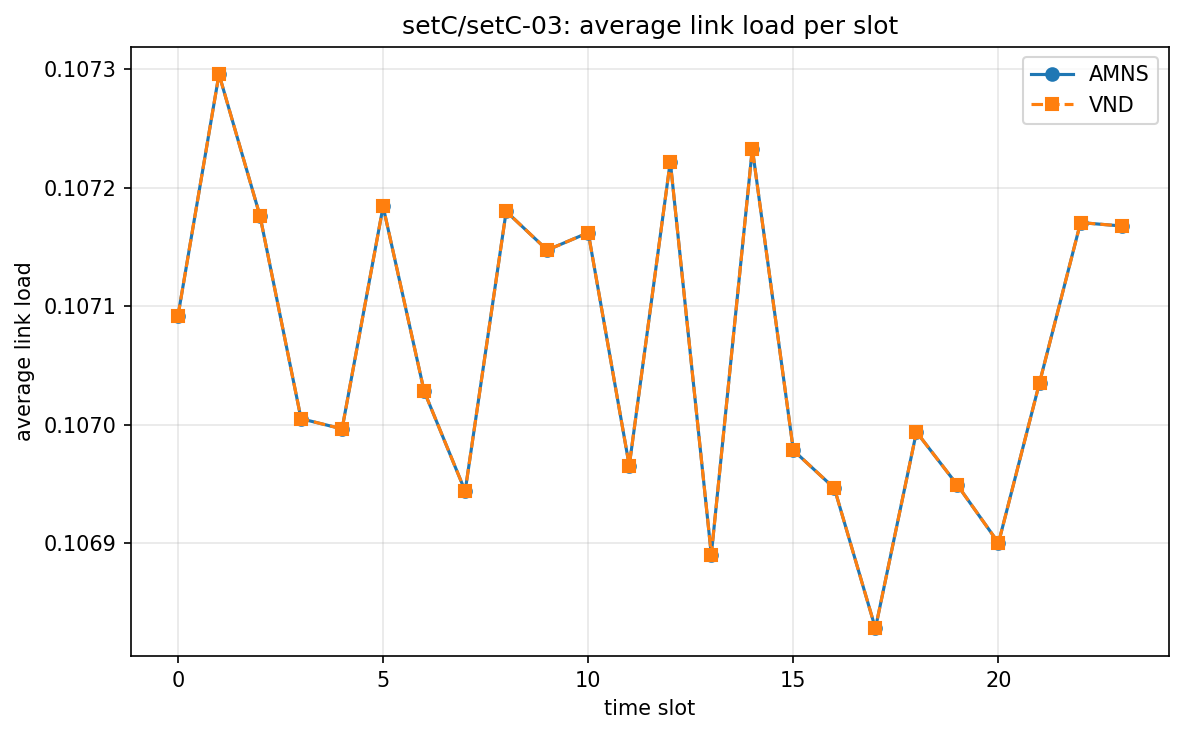 setC/setC-03: average link load per slot
AMNS
VND
0.1073
0.1072
0.1071
0.1070
0.1069
average link load
0
5
10
15
20
time slot